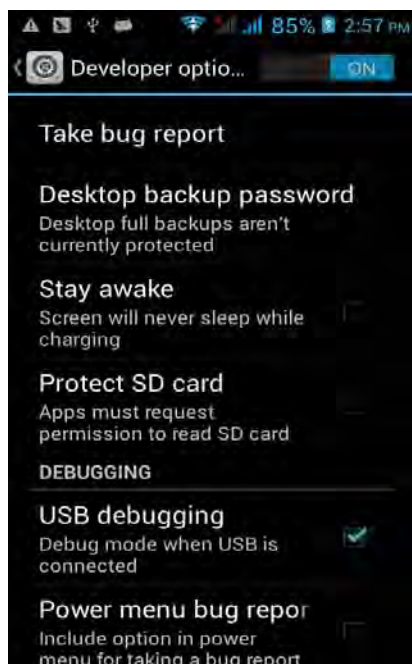 85% 2:57 PM
Developer optio... ON
Take bug report
Desktop backup password
Desktop full backups aren't
currently protected
Stay awake
Screen will never sleep while
charging
Protect SD card
Apps must request
permission to read SD card
DEBUGGING
USB debugging
Debug mode when USB is
connected
Power menu bug repor
Include option in power
menu for taking a bug report